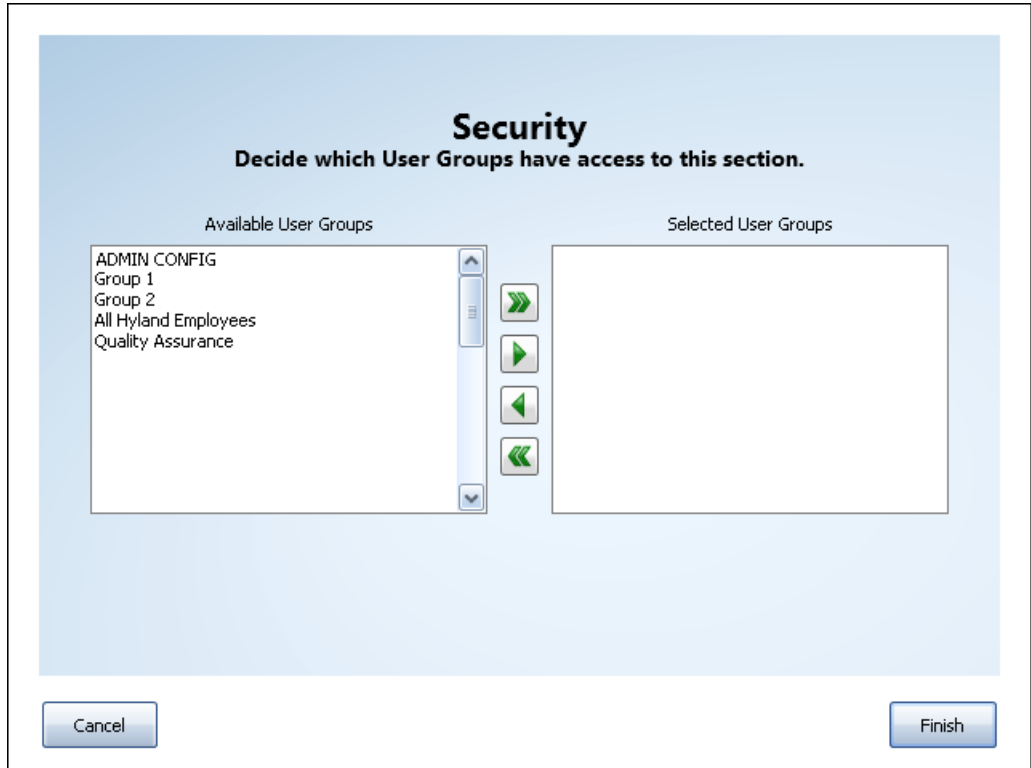 Security
Decide which User Groups have access to this section.
Available User Groups
Selected User Groups
ADMIN CONFIG
Group 1
Group 2
All Hyland Employees
Quality Assurance
Cancel
Finish